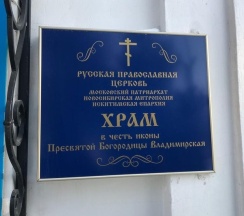 РУССКАЯ ПРАВОСЛАВНАЯ
ЦЕРКОВЬ
МОСКОВСКИЙ ПАТРИАРХАТ
НОВОСИБИРСКАЯ МИТРОПОЛИЯ
ИСКИТИМСКАЯ ЕПАРХИЯ
ХРАМ
В ЧЕСТЬ ИКОНЫ
ПРЕСВЯТОЙ БОГОРОДИЦЫ ВЛАДИМИРСКАЯ